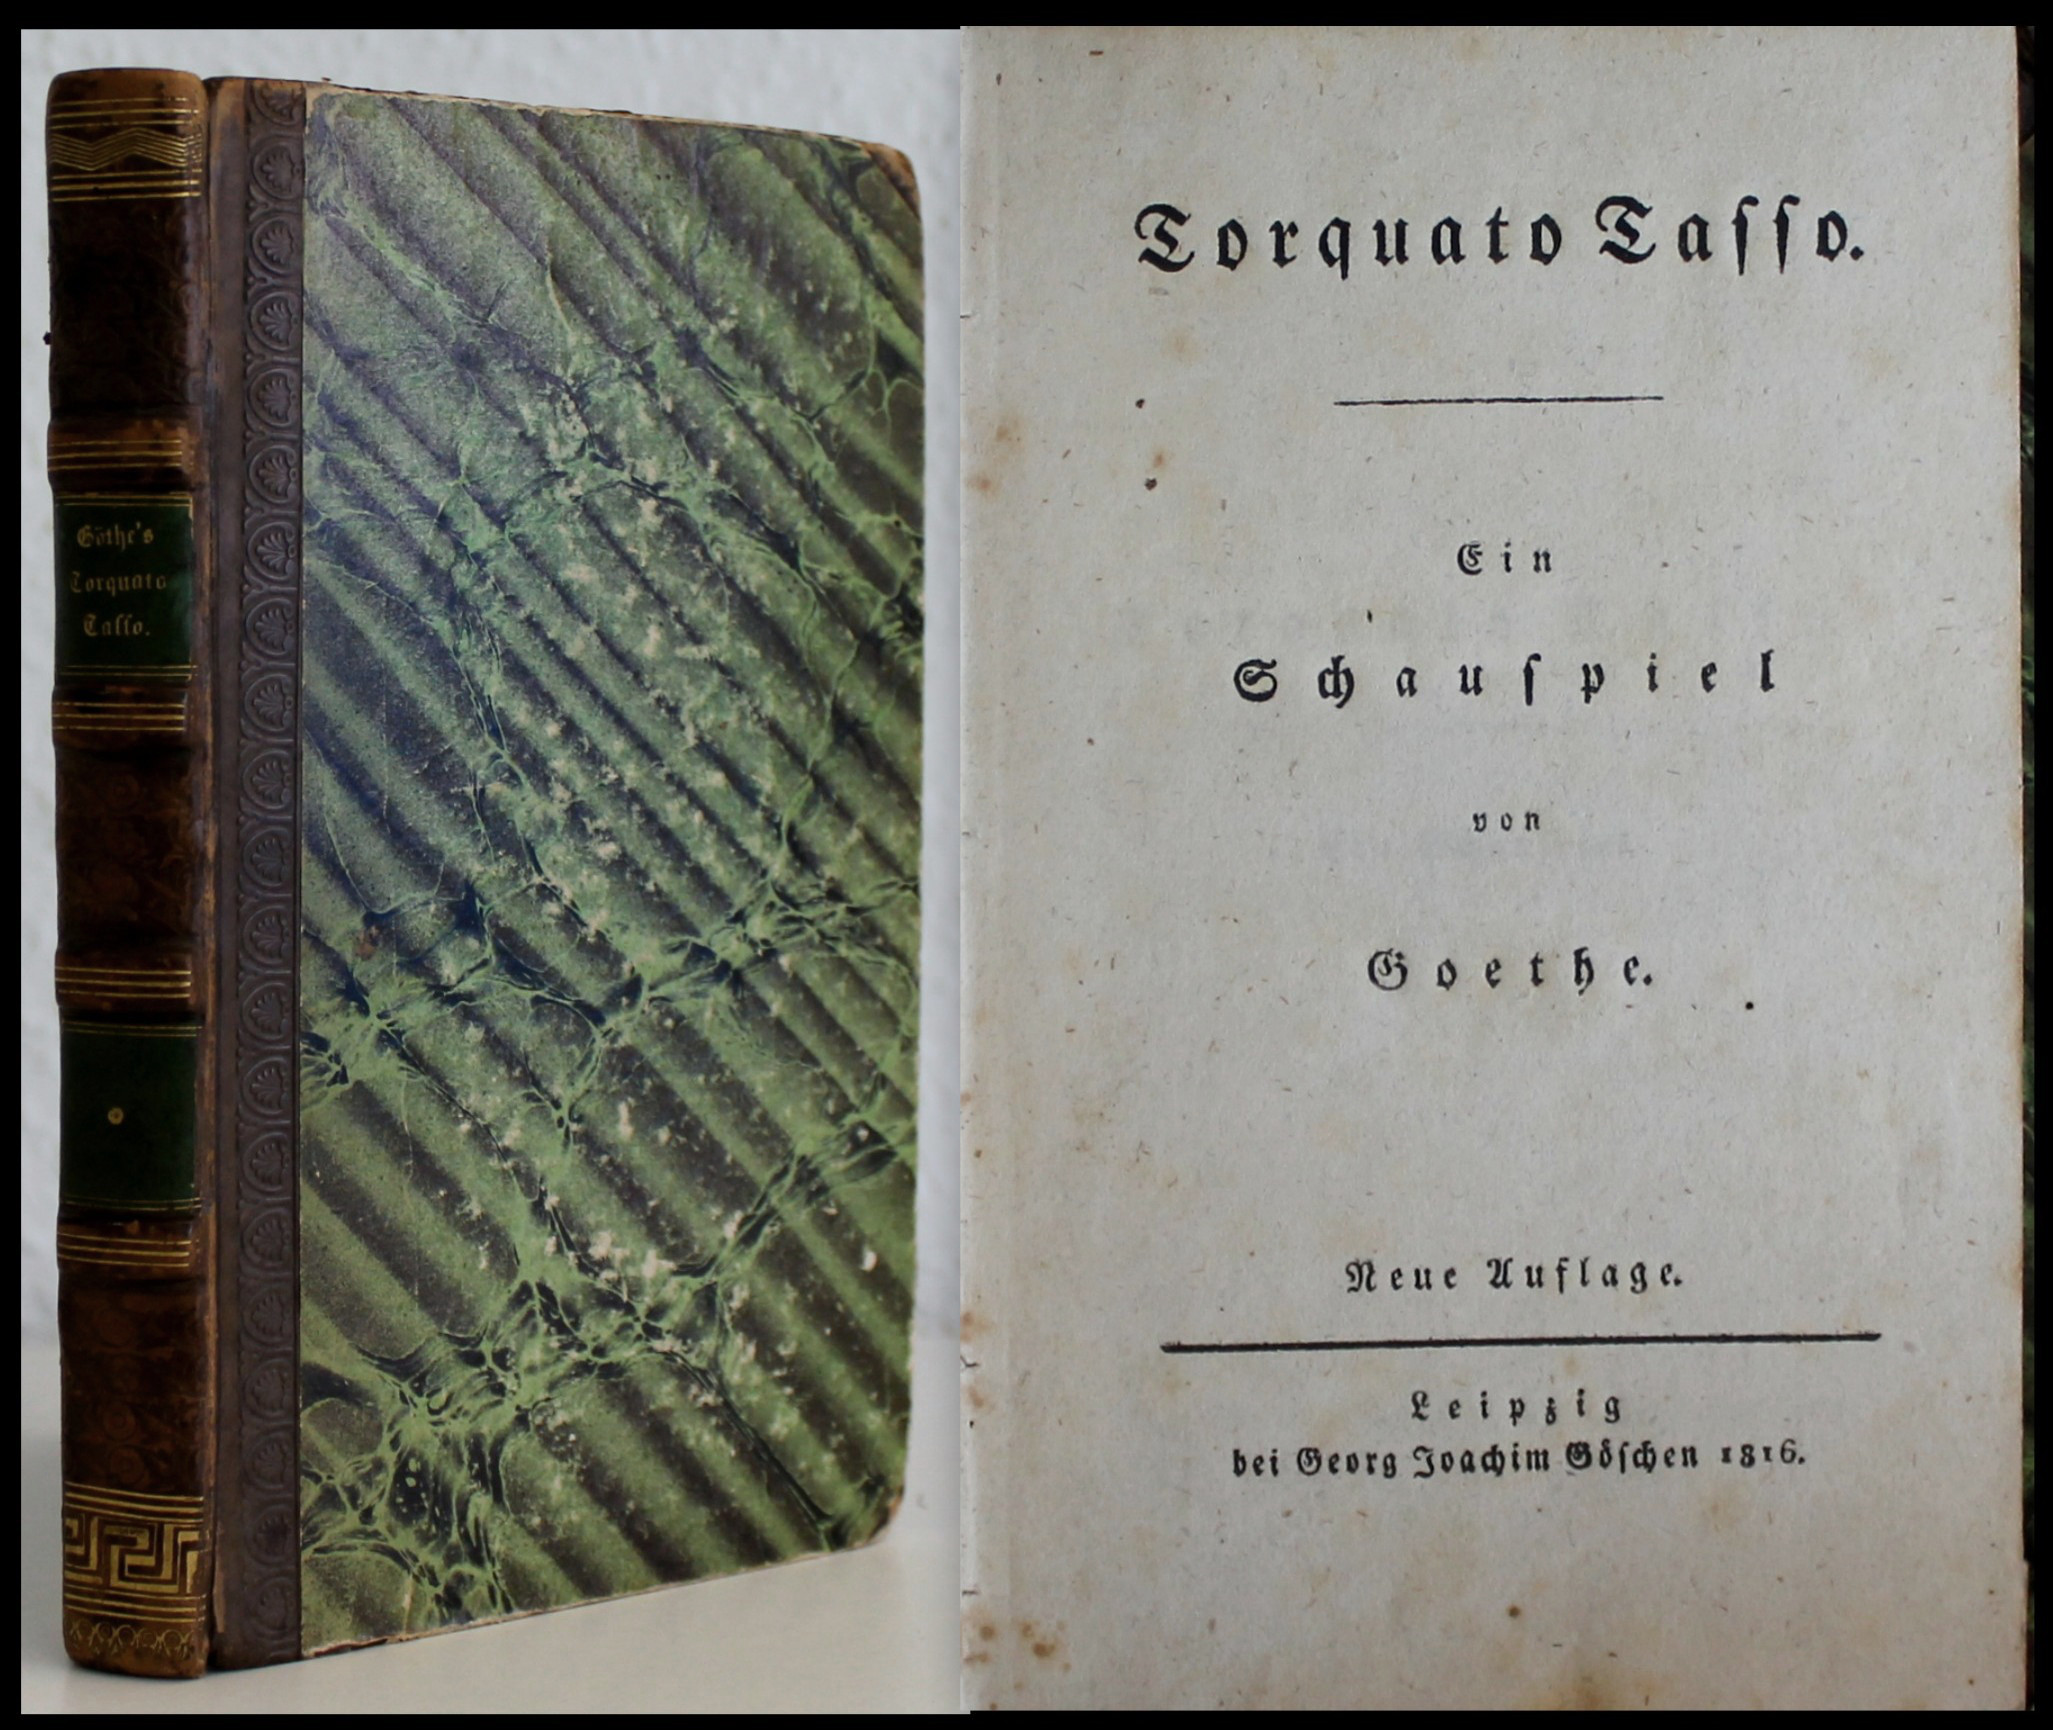 Göthe's
Torquato
Taſſo.
Torquato Taſſo.
Ein
Schauſpiel
von
Goethe.
Neue Auflage.
Leipzig
bei Georg Joachim Göſchen 1816.